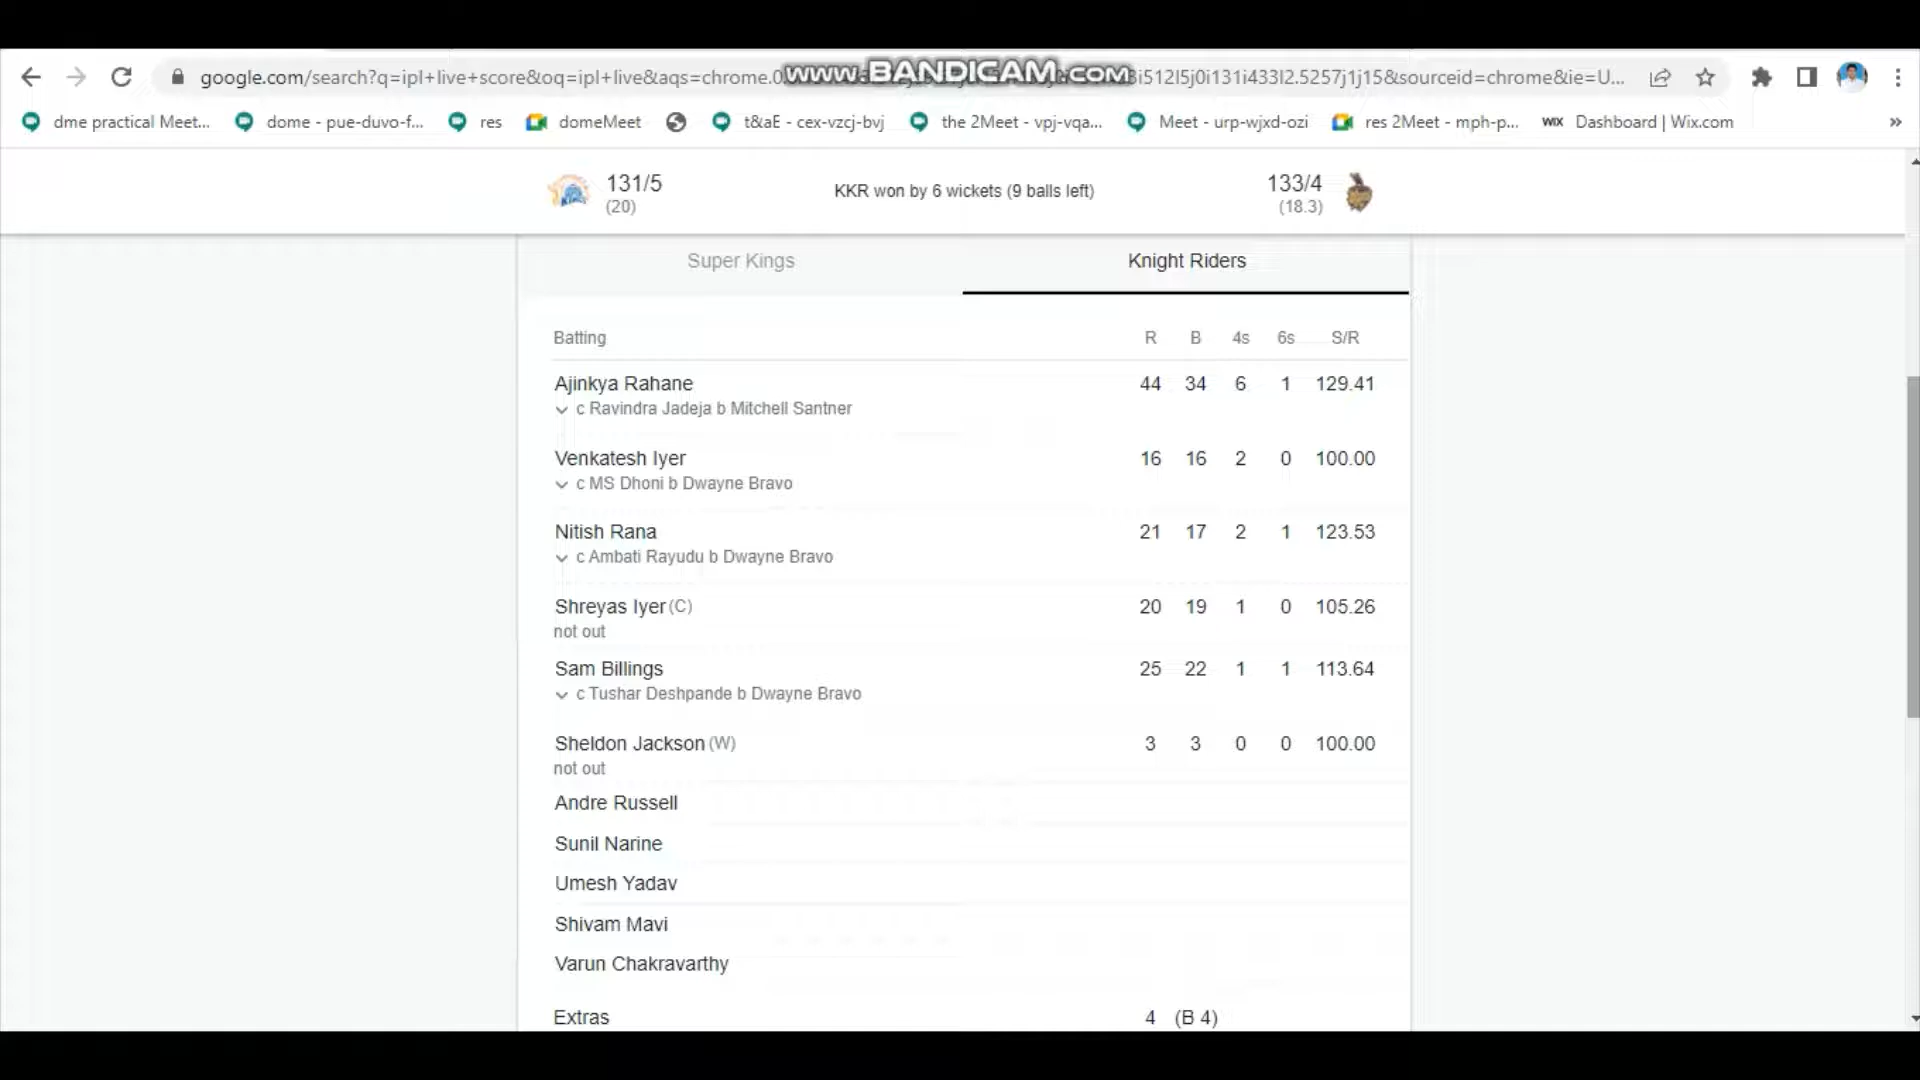 www.BANDICAM.com
google.com/search?q=ipl+live+score&oq=ipl+live&aqs=chrome.0 3i512l5j0i131i433l2.5257j1j15&sourceid=chrome&ie=U...
dme practical Meet... dome - pue-duvo-f... res domeMeet t&aE - cex-vzcj-bvj the 2Meet - vpj-vqa... Meet - urp-wjxd-ozi res 2Meet - mph-p... WIX Dashboard | Wix.com »
131/5 KKR won by 6 wickets (9 balls left) 133/4
(20) (18.3)
Super Kings Knight Riders
Batting R B 4s 6s S/R
Ajinkya Rahane 44 34 6 1 129.41
c Ravindra Jadeja b Mitchell Santner
Venkatesh Iyer 16 16 2 0 100.00
c MS Dhoni b Dwayne Bravo
Nitish Rana 21 17 2 1 123.53
c Ambati Rayudu b Dwayne Bravo
Shreyas Iyer (C) 20 19 1 0 105.26
not out
Sam Billings 25 22 1 1 113.64
c Tushar Deshpande b Dwayne Bravo
Sheldon Jackson (W) 3 3 0 0 100.00
not out
Andre Russell
Sunil Narine
Umesh Yadav
Shivam Mavi
Varun Chakravarthy
Extras 4 (B 4)